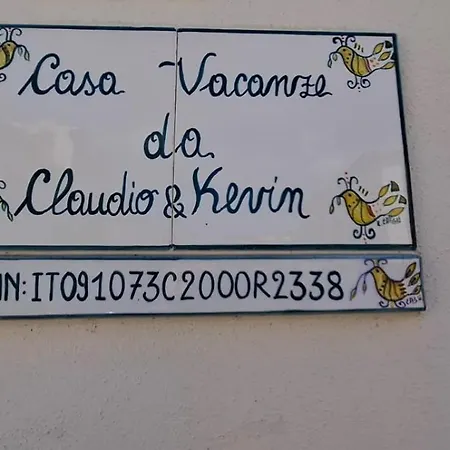 Casa Vacanze
da
Claudio & Kevin
IN: IT091073C2000R2338